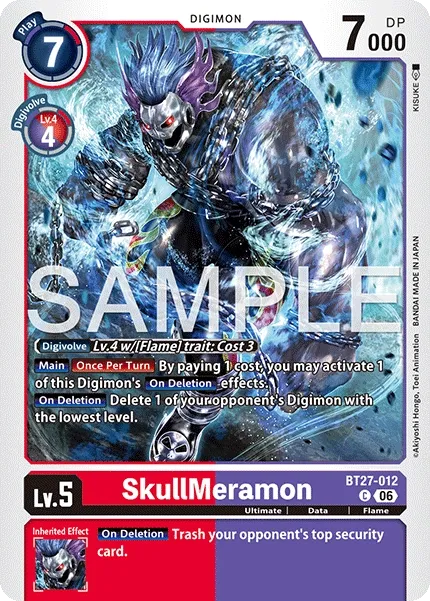 Play
7
DIGIMON
7000 DP
Digivolve
Lv.4
4
KISUKE
SAMPLE
©Akiyoshi Hongo, Toei Animation BANDAI MADE IN JAPAN
Digivolve Lv.4 w/[Flame] trait: Cost 3
Main Once Per Turn By paying 1 cost, you may activate 1
of this Digimon's On Deletion effects.
On Deletion Delete 1 of your opponent's Digimon with
the lowest level.
BT27-012
Lv.5 SkullMeramon C 06
Ultimate | Data | Flame
Inherited Effect On Deletion Trash your opponent's top security
card.